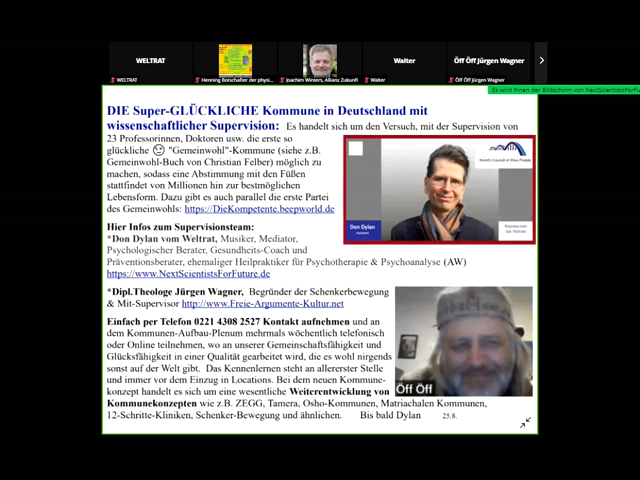 WELTRAT
Walter
Öff Öff Jürgen Wagner
WELTRAT
Henning Botschafter der physi...
Joachim Winters, Allianz Zukunft
Walter
Öff Öff Jürgen Wagner
Es wird Ihnen der Bildschirm von NextScientistsForFu
DIE Super-GLÜCKLICHE Kommune in Deutschland mit
wissenschaftlicher Supervision: Es handelt sich um den Versuch, mit der Supervision von
23 Professorinnen, Doktoren usw. die erste so
glückliche 😉 "Gemeinwohl"-Kommune (siehe z.B.
Gemeinwohl-Buch von Christian Felber) möglich zu
machen, sodass eine Abstimmung mit den Füßen
stattfindet von Millionen hin zur bestmöglichen
Lebensform. Dazu gibt es auch parallel die erste Partei
des Gemeinwohls: https://DieKompetente.beepworld.de
World's Council of Wise People
Don Dylan
Hier Infos zum Supervisionsteam:
*Don Dylan vom Weltrat, Musiker, Mediator,
Psychologischer Berater, Gesundheits-Coach und
Präventionsberater, ehemaliger Heilpraktiker für Psychotherapie & Psychoanalyse (AW)
https://www.NextScientistsForFuture.de
*Dipl.Theologe Jürgen Wagner, Begründer der Schenkerbewegung
& Mit-Supervisor http://www.Freie-Argumente-Kultur.net
Einfach per Telefon 0221 4308 2527 Kontakt aufnehmen und an
dem Kommunen-Aufbau-Plenum mehrmals wöchentlich telefonisch
oder Online teilnehmen, wo an unserer Gemeinschaftsfähigkeit und
Glücksfähigkeit in einer Qualität gearbeitet wird, die es wohl nirgends
sonst auf der Welt gibt. Das Kennenlernen steht an allererster Stelle
und immer vor dem Einzug in Locations. Bei dem neuen Kommune-
konzept handelt es sich um eine wesentliche Weiterentwicklung von
Kommunekonzepten wie z.B. ZEGG, Tamera, Osho-Kommunen, Matriachalen Kommunen,
12-Schritte-Kliniken, Schenker-Bewegung und ähnlichen. Bis bald Dylan 25.8.
Öff Öff